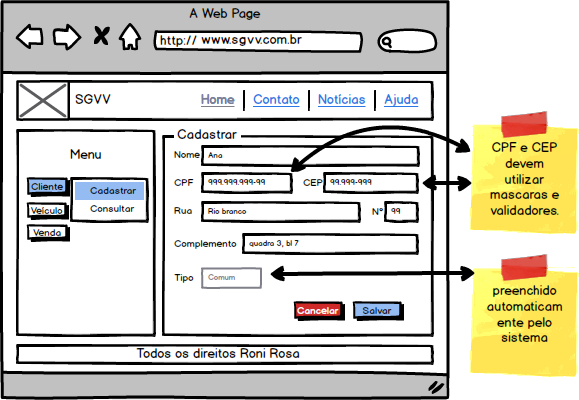 A Web Page
http:// www.sgvv.com.br
SGVV
Home Contato Notícias Ajuda
Menu
Cliente
Cadastrar
Consultar
Veículo
Venda
Cadastrar
Nome Ana
CPF 999.999.999-99 CEP 99.999-999
Rua Rio branco Nº 99
Complemento quadra 3, bl 7
Tipo Comum
Cancelar Salvar
Todos os direitos Roni Rosa
CPF e CEP
devem
utilizar
mascaras e
validadores.
preenchido
automaticam
ente pelo
sistema